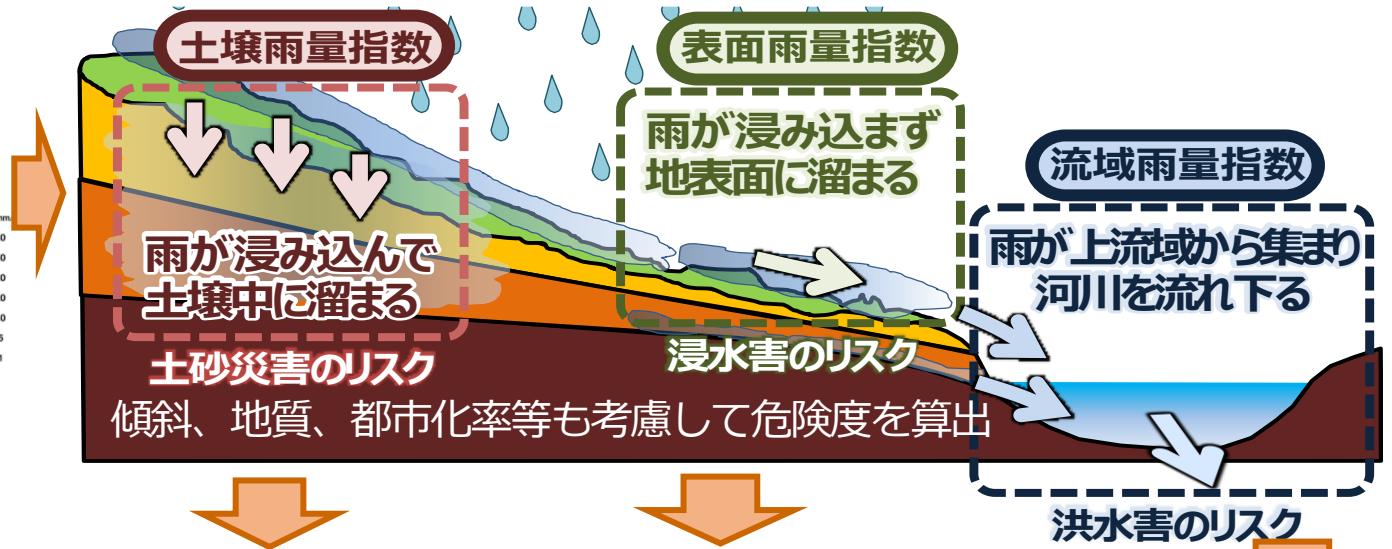 土壌雨量指数
雨が浸み込んで
土壌中に溜まる
土砂災害のリスク
表面雨量指数
雨が浸み込まず
地表面に溜まる
浸水害のリスク
流域雨量指数
雨が上流域から集まり
河川を流れ下る
洪水害のリスク
傾斜、地質、都市化率等も考慮して危険度を算出